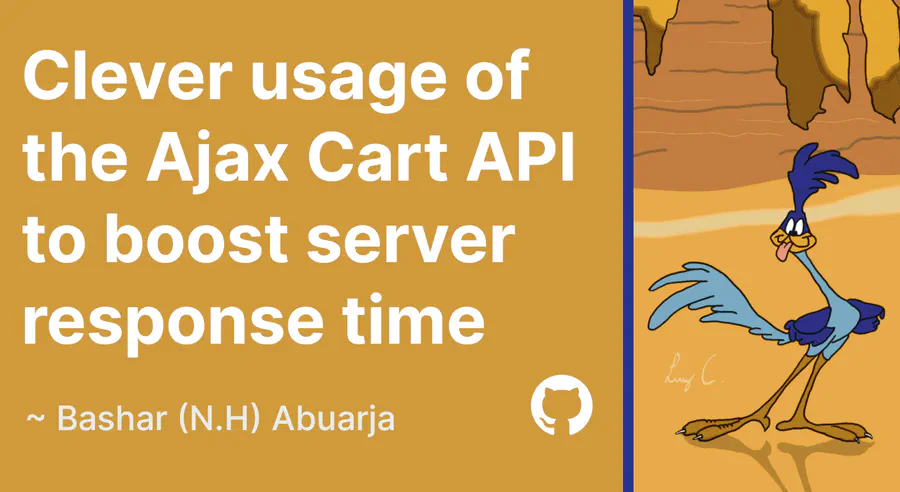 Clever usage of
the Ajax Cart API
to boost server
response time
~ Bashar (N.H) Abuarja